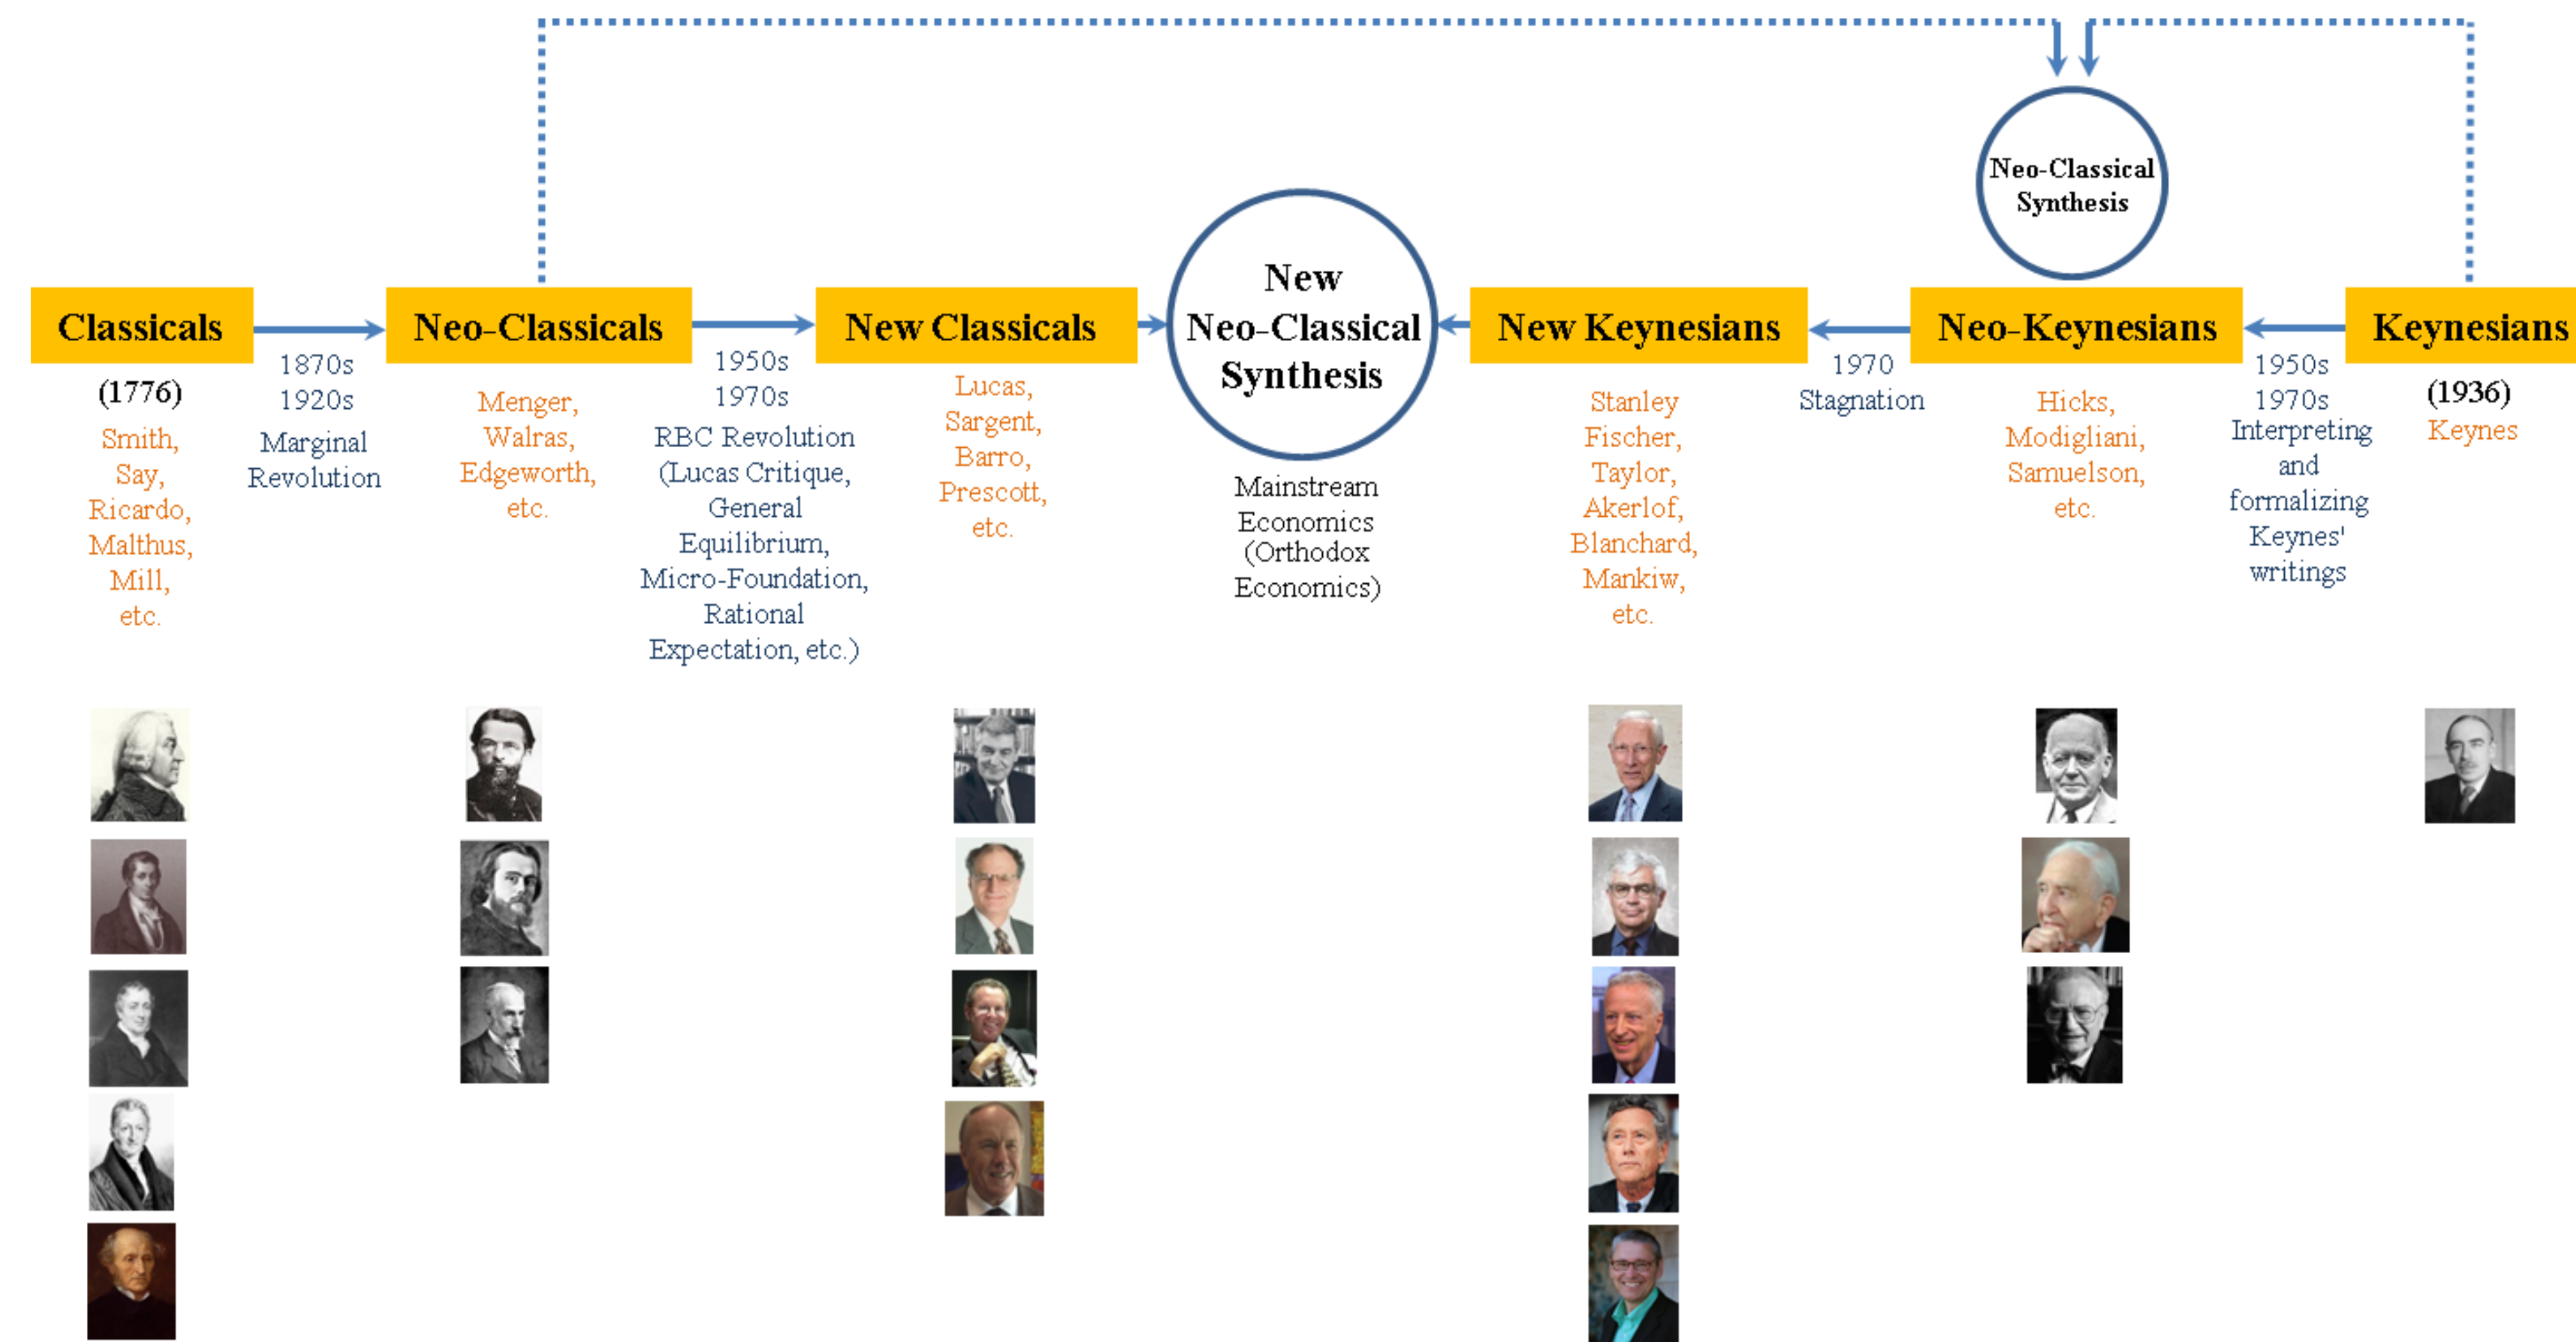 Neo-Classical
Synthesis
Classicals
(1776)
Smith,
Say,
Ricardo,
Malthus,
Mill,
etc.
1870s
1920s
Marginal
Revolution
Neo-Classicals
Menger,
Walras,
Edgeworth,
etc.
1950s
1970s
RBC Revolution
(Lucas Critique,
General
Equilibrium,
Micro-Foundation,
Rational
Expectation, etc.)
New Classicals
Lucas,
Sargent,
Barro,
Prescott,
etc.
New
Neo-Classical
Synthesis
Mainstream
Economics
(Orthodox
Economics)
New Keynesians
Stanley
Fischer,
Taylor,
Akerlof,
Blanchard,
Mankiw,
etc.
1970
Stagnation
Neo-Keynesians
Hicks,
Modigliani,
Samuelson,
etc.
1950s
1970s
Interpreting
and
formalizing
Keynes'
writings
Keynesians
(1936)
Keynes